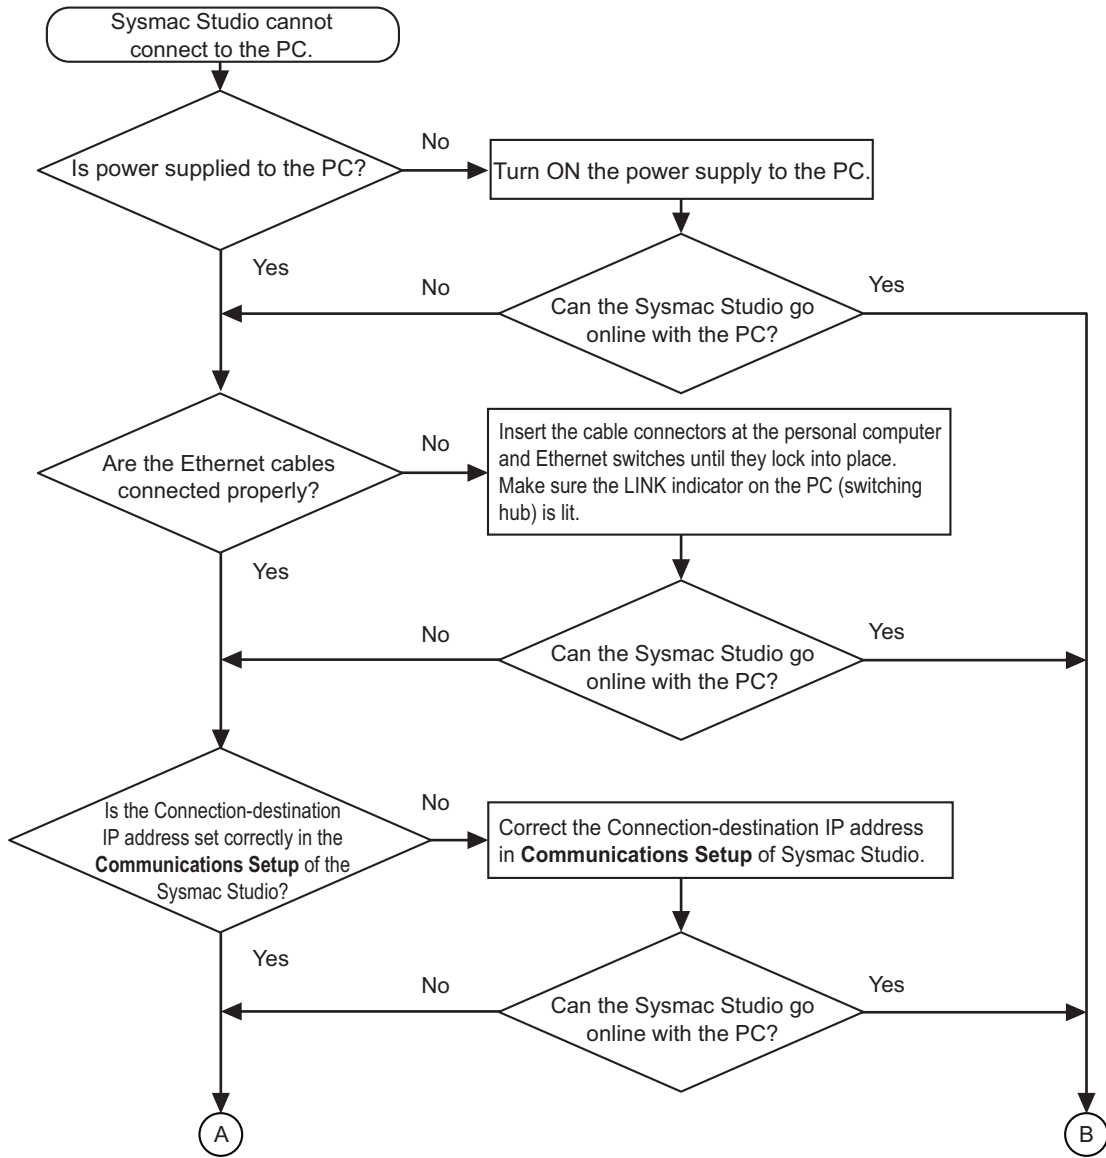 Sysmac Studio cannot
connect to the PC.
Is power supplied to the PC?
No
Turn ON the power supply to the PC.
Yes
No
Can the Sysmac Studio go
online with the PC?
Yes
Are the Ethernet cables
connected properly?
No
Insert the cable connectors at the personal computer
and Ethernet switches until they lock into place.
Make sure the LINK indicator on the PC (switching
hub) is lit.
Yes
No
Can the Sysmac Studio go
online with the PC?
Yes
Is the Connection-destination
IP address set correctly in the
Communications Setup of the
Sysmac Studio?
No
Correct the Connection-destination IP address
in Communications Setup of Sysmac Studio.
Yes
No
Can the Sysmac Studio go
online with the PC?
Yes
A
B